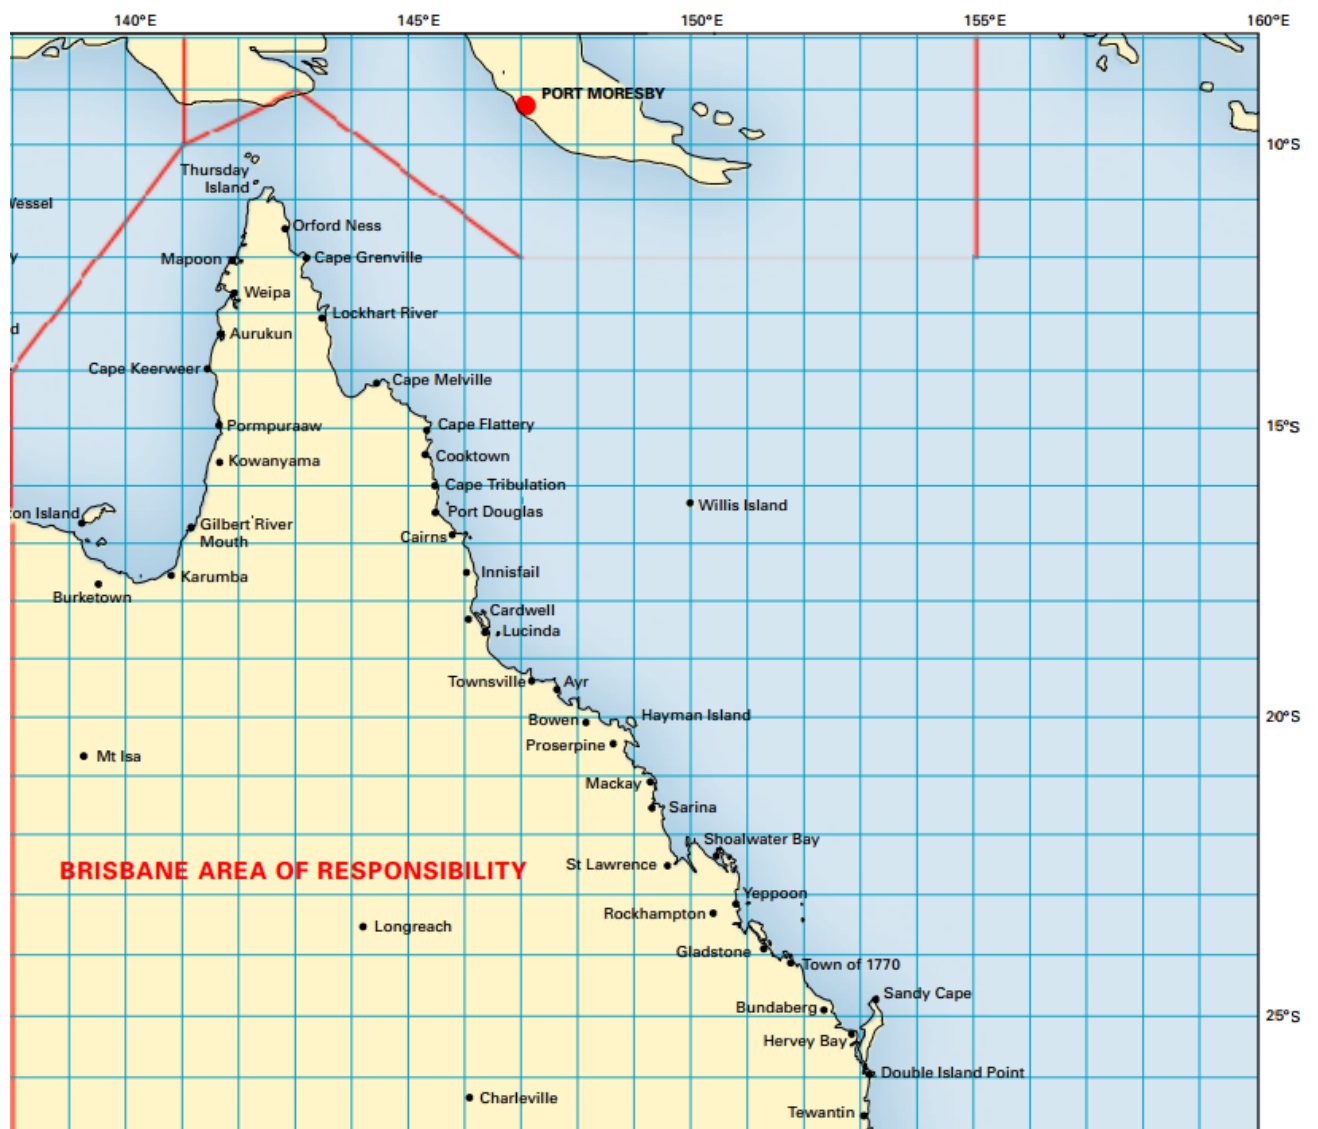 140°E 145°E 150°E 155°E 160°E
PORT MORESBY
10°S
Thursday
Island
Vessel
Orford Ness
Mapoon
Cape Grenville
Weipa
Lockhart River
Aurukun
Cape Keerweer
Cape Melville
Pormpuraaw
Cape Flattery
15°S
Kowanyama
Cooktown
Cape Tribulation
Willis Island
on Island
Port Douglas
Gilbert River
Mouth
Cairns
Karumba
Innisfail
Burketown
Cardwell
Lucinda
Townsville
Ayr
Bowen
Hayman Island
20°S
Proserpine
Mt Isa
Mackay
Sarina
Shoalwater Bay
St Lawrence
BRISBANE AREA OF RESPONSIBILITY
Yeppoon
Rockhampton
Longreach
Gladstone
Town of 1770
Sandy Cape
Bundaberg
25°S
Hervey Bay
Double Island Point
Charleville
Tewantin